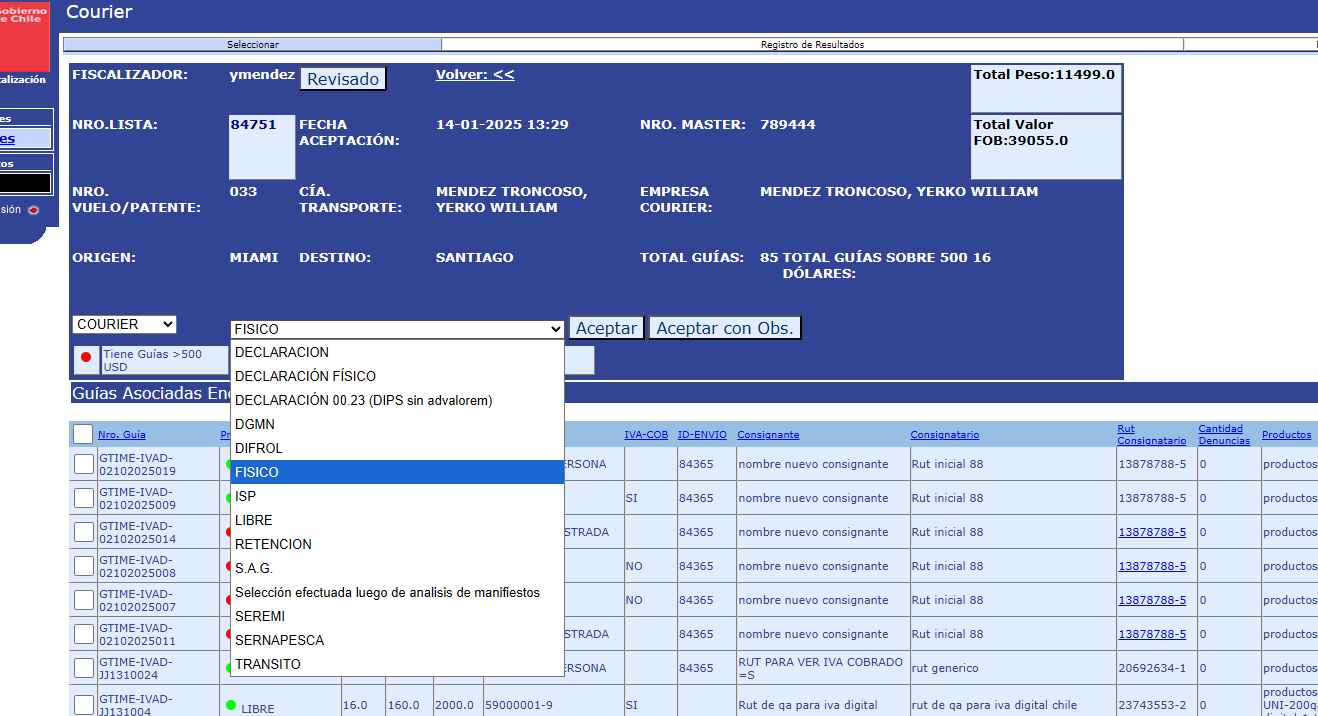 Courier
Gobierno
de Chile
Seleccionar
Registro de Resultados
FISCALIZADOR:
ymendez
Revisado
Volver: <<
Total Peso:11499.0
NRO.LISTA:
84751
FECHA
ACEPTACIÓN:
14-01-2025 13:29
NRO. MASTER:
789444
Total Valor
FOB:39055.0
NRO.
VUELO/PATENTE:
033
CÍA.
TRANSPORTE:
MENDEZ TRONCOSO,
YERKO WILLIAM
EMPRESA
COURIER:
MENDEZ TRONCOSO, YERKO WILLIAM
ORIGEN:
MIAMI
DESTINO:
SANTIAGO
TOTAL GUÍAS:
85 TOTAL GUÍAS SOBRE 500 16
DÓLARES:
COURIER
FISICO
Aceptar
Aceptar con Obs.
Tiene Guías >500
USD
DECLARACION
DECLARACIÓN FÍSICO
DECLARACIÓN 00.23 (DIPS sin advalorem)
DGMN
DIFROL
FISICO
ISP
LIBRE
RETENCION
S.A.G.
Selección efectuada luego de analisis de manifiestos
SEREMI
SERNAPESCA
TRANSITO
Guías Asociadas En
Nro. Guía
IVA-COB
ID-ENVIO
Consignante
Consignatario
Rut
Consignatario
Cantidad
Denuncias
Productos
GTIME-IVAD-
02102025019
ERSONA
84365
nombre nuevo consignante
Rut inicial 88
13878788-5
0
productos
GTIME-IVAD-
02102025009
SI
84365
nombre nuevo consignante
Rut inicial 88
13878788-5
0
productos
GTIME-IVAD-
02102025014
STRADA
84365
nombre nuevo consignante
Rut inicial 88
13878788-5
0
productos
GTIME-IVAD-
02102025008
NO
84365
nombre nuevo consignante
Rut inicial 88
13878788-5
0
productos
GTIME-IVAD-
02102025007
NO
84365
nombre nuevo consignante
Rut inicial 88
13878788-5
0
productos
GTIME-IVAD-
02102025011
STRADA
84365
nombre nuevo consignante
Rut inicial 88
13878788-5
0
productos
GTIME-IVAD-
JJ1310024
ERSONA
84365
RUT PARA VER IVA COBRADO
=S
rut generico
20692634-1
0
productos
GTIME-IVAD-
JJ131004
LIBRE
16.0
160.0
2000.0
59000001-9
SI
Rut de qa para iva digital
rut de qa para iva digital chile
23743553-2
0
productos
UNI-200q